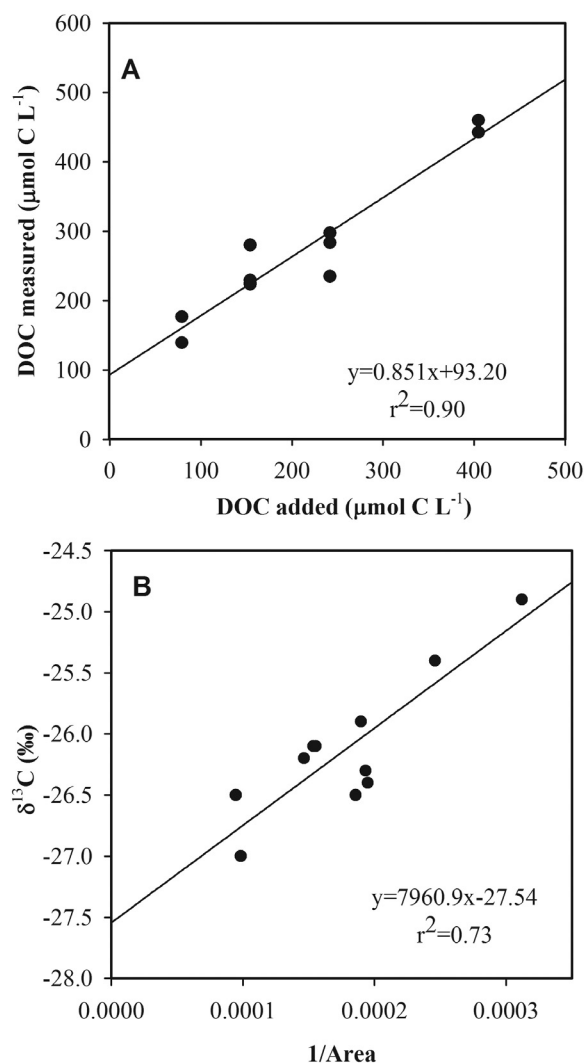 600
500
400
300
200
100
0
DOC measured (μmol C L⁻¹)
A
y=0.851x+93.20
r²=0.90
0 100 200 300 400 500
DOC added (μmol C L⁻¹)
-24.5
-25.0
-25.5
-26.0
-26.5
-27.0
-27.5
-28.0
δ¹³C (‰)
B
y=7960.9x-27.54
r²=0.73
0.0000 0.0001 0.0002 0.0003
1/Area